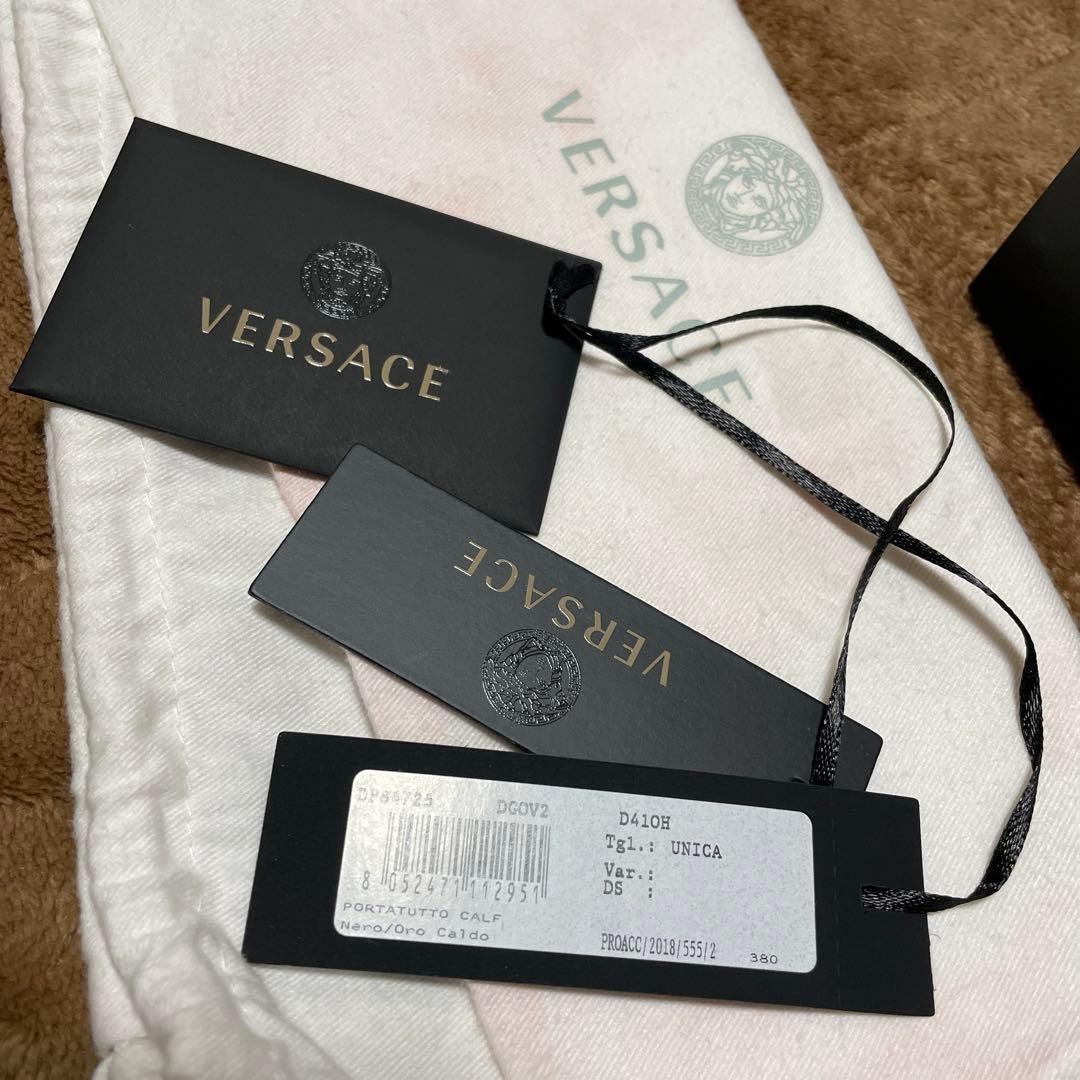 VERSACE
VERSACE
VERSACE
DP84725 DGOV2
8 052471 112951
PORTATUTTO CALF
Nero/Oro Caldo
D41OH
Tgl.: UNICA
Var.:
DS :
PROACC/2018/555/2 380